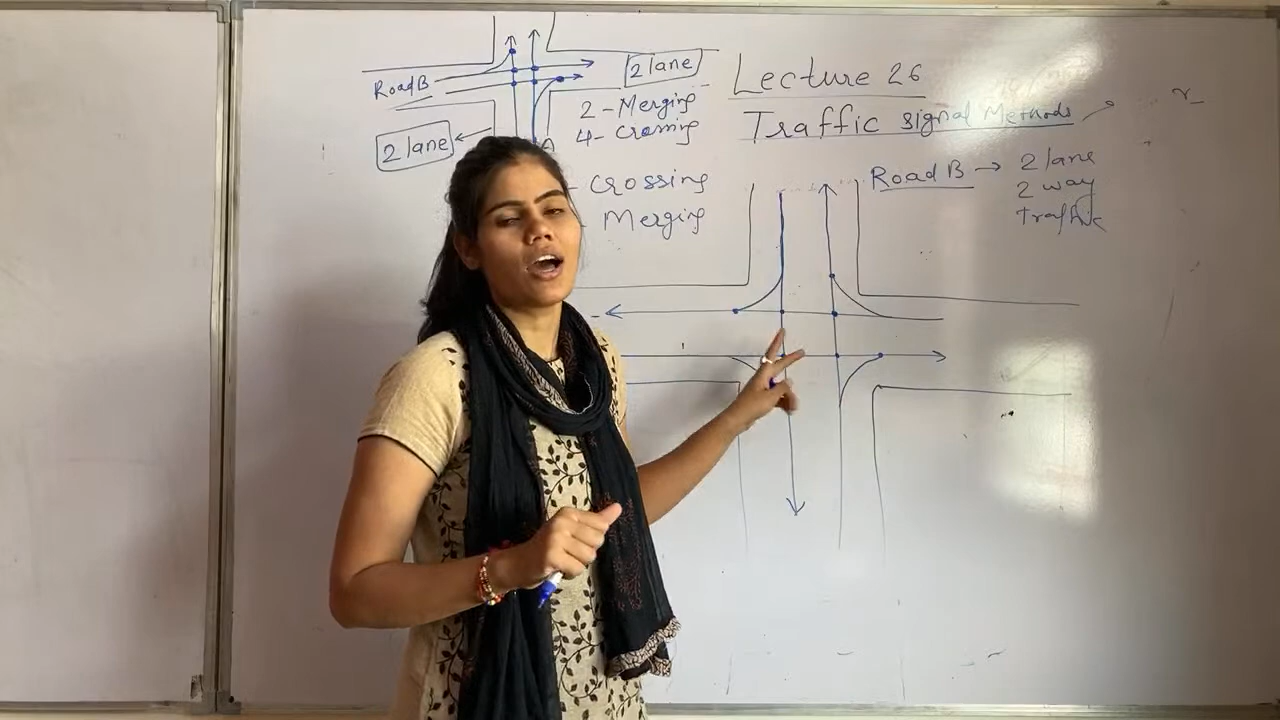 Road B
2 lane
2 - Merging
4 - Crossing
2 lane
A
- Crossing
Merging
Lecture 26
Traffic signal Methods
Road B → 2 lane
2 way
traffic